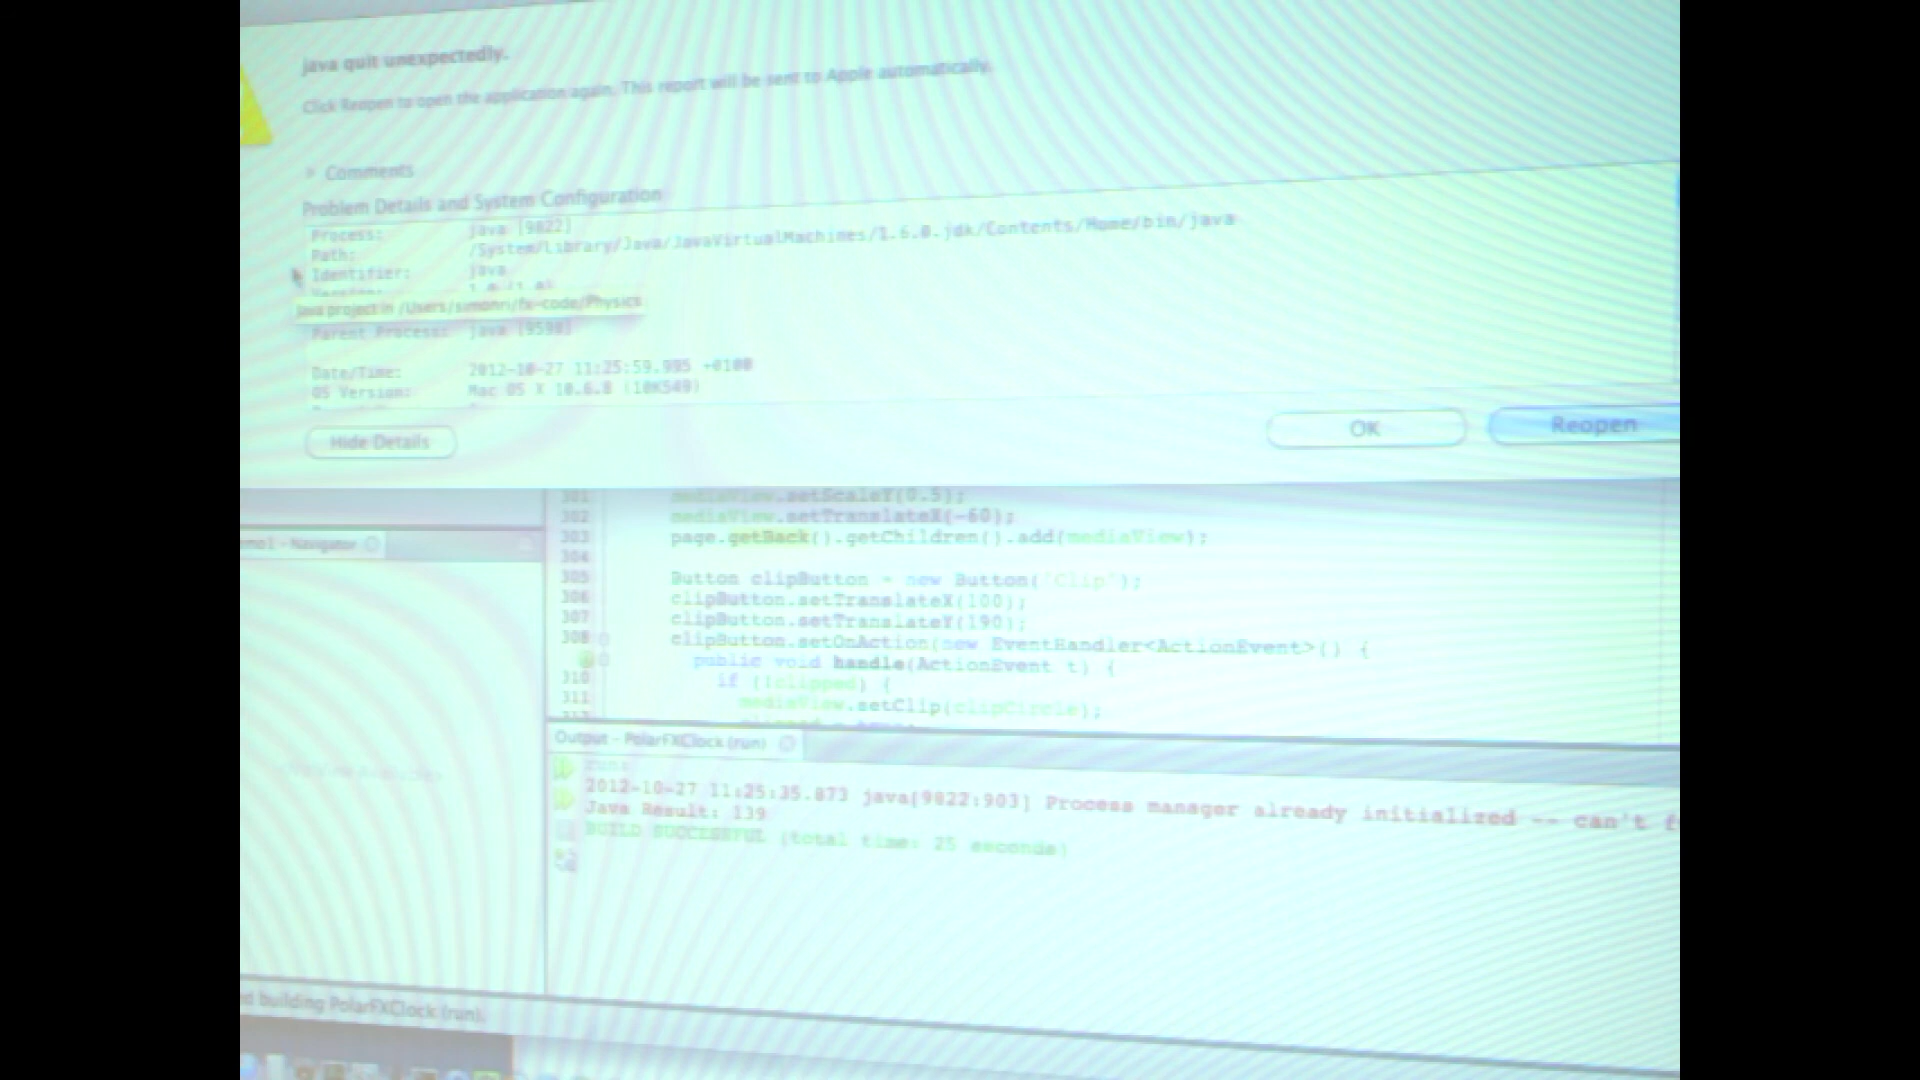 java quit unexpectedly.
Click Reopen to open the application again. This report will be sent to Apple automatically.
Comments
Problem Details and System Configuration
Process: java [9822]
Path: /System/Library/Java/JavaVirtualMachines/1.6.0.jdk/Contents/Home/bin/java
Identifier: java
Java project in /Users/simonri/fx-code/Physics
Parent Process: java [9598]
Date/Time: 2012-10-27 11:25:59.995 +0100
OS Version: Mac OS X 10.6.8 (10K549)
Hide Details
OK
Reopen
301 mediaView.setScaleY(0.5);
302 mediaView.setTranslateX(-60);
303 page.getBack().getChildren().add(mediaView);
304
305 Button clipButton = new Button("Clip");
306 clipButton.setTranslateX(100);
307 clipButton.setTranslateY(190);
308 clipButton.setOnAction(new EventHandler<ActionEvent>() {
public void handle(ActionEvent t) {
310 if (!clipped) {
311 mediaView.setClip(clipCircle);
- Navigator
Output - PolarFXClock (run)
run:
2012-10-27 11:25:35.873 java[9822:903] Process manager already initialized -- can't
Java Result: 139
BUILD SUCCESSFUL (total time: 25 seconds)
building PolarFXClock (run).